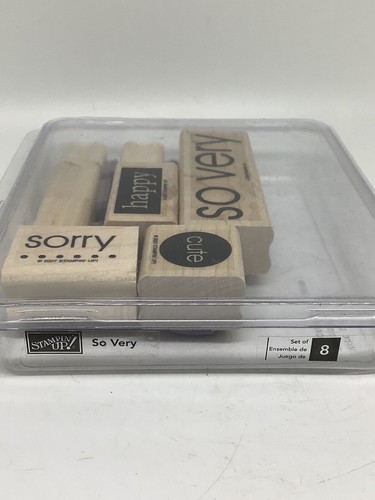 so very
happy
sorry
© 2007 STAMPIN' UP!
cute
STAMPIN' UP!
So Very
Set of
Ensemble de
Juego de
8